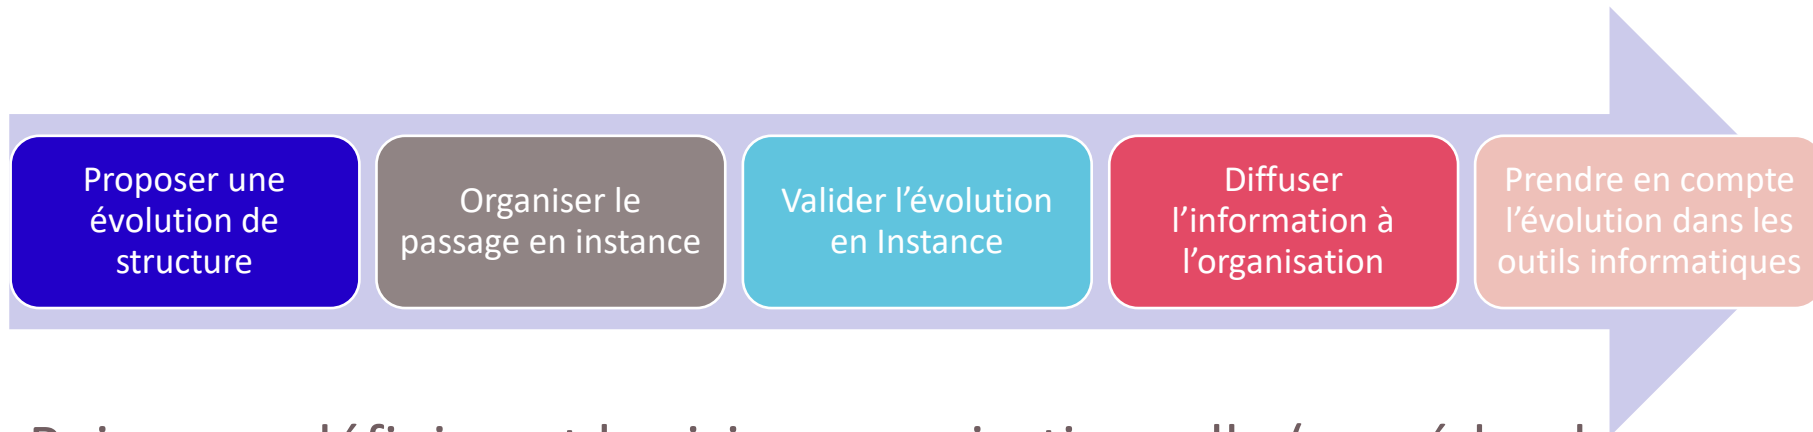 Proposer une
évolution de
structure
Organiser le
passage en instance
Valider l’évolution
en Instance
Diffuser
l’information à
l’organisation
Prendre en compte
l’évolution dans les
outils informatiques